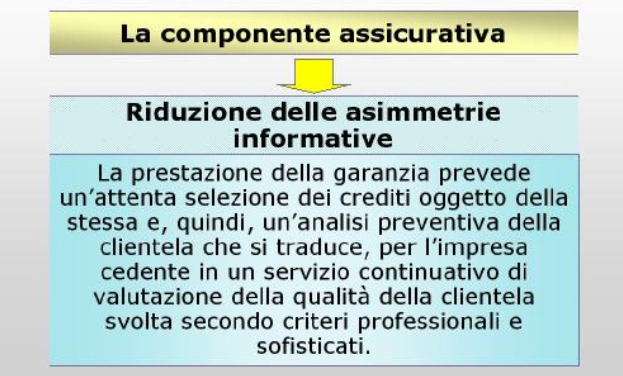 La componente assicurativa
Riduzione delle asimmetrie
informative
La prestazione della garanzia prevede
un'attenta selezione dei crediti oggetto della
stessa e, quindi, un'analisi preventiva della
clientela che si traduce, per l'impresa
cedente in un servizio continuativo di
valutazione della qualità della clientela
svolta secondo criteri professionali e
sofisticati.